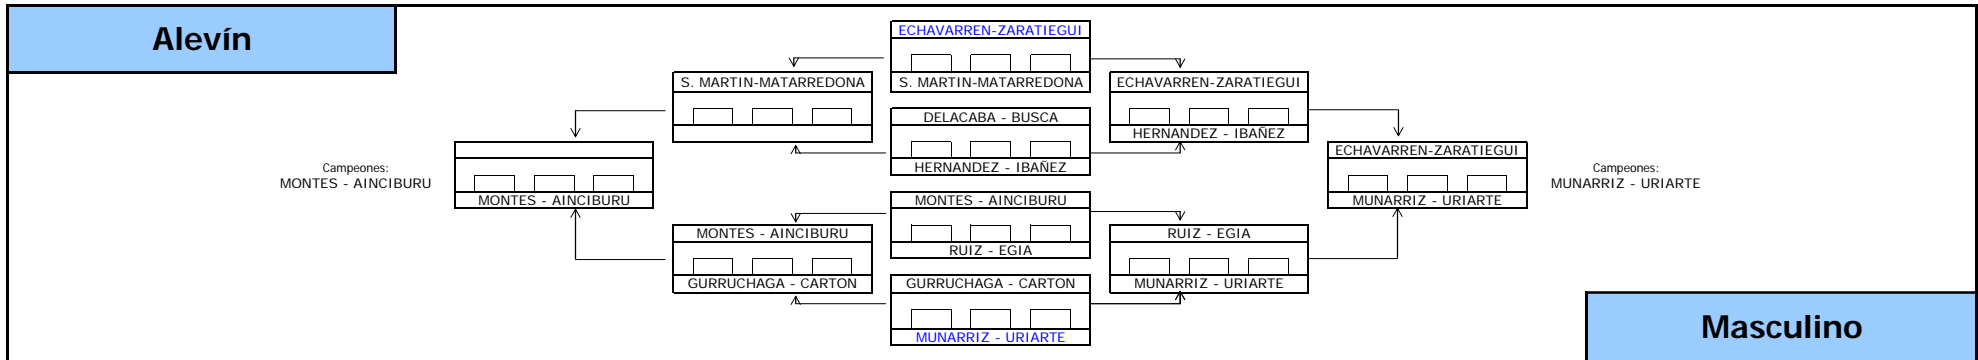 Alevín
ECHAVARREN-ZARATIEGUI
S. MARTIN-MATARREDONA
S. MARTIN-MATARREDONA
ECHAVARREN-ZARATIEGUI
DELACABA - BUSCA
HERNANDEZ - IBAÑEZ
HERNANDEZ - IBAÑEZ
ECHAVARREN-ZARATIEGUI
Campeones:
MONTES - AINCIBURU
MONTES - AINCIBURU
MUNARRIZ - URIARTE
Campeones:
MUNARRIZ - URIARTE
MONTES - AINCIBURU
RUIZ - EGIA
MONTES - AINCIBURU
GURRUCHAGA - CARTON
RUIZ - EGIA
MUNARRIZ - URIARTE
GURRUCHAGA - CARTON
MUNARRIZ - URIARTE
Masculino